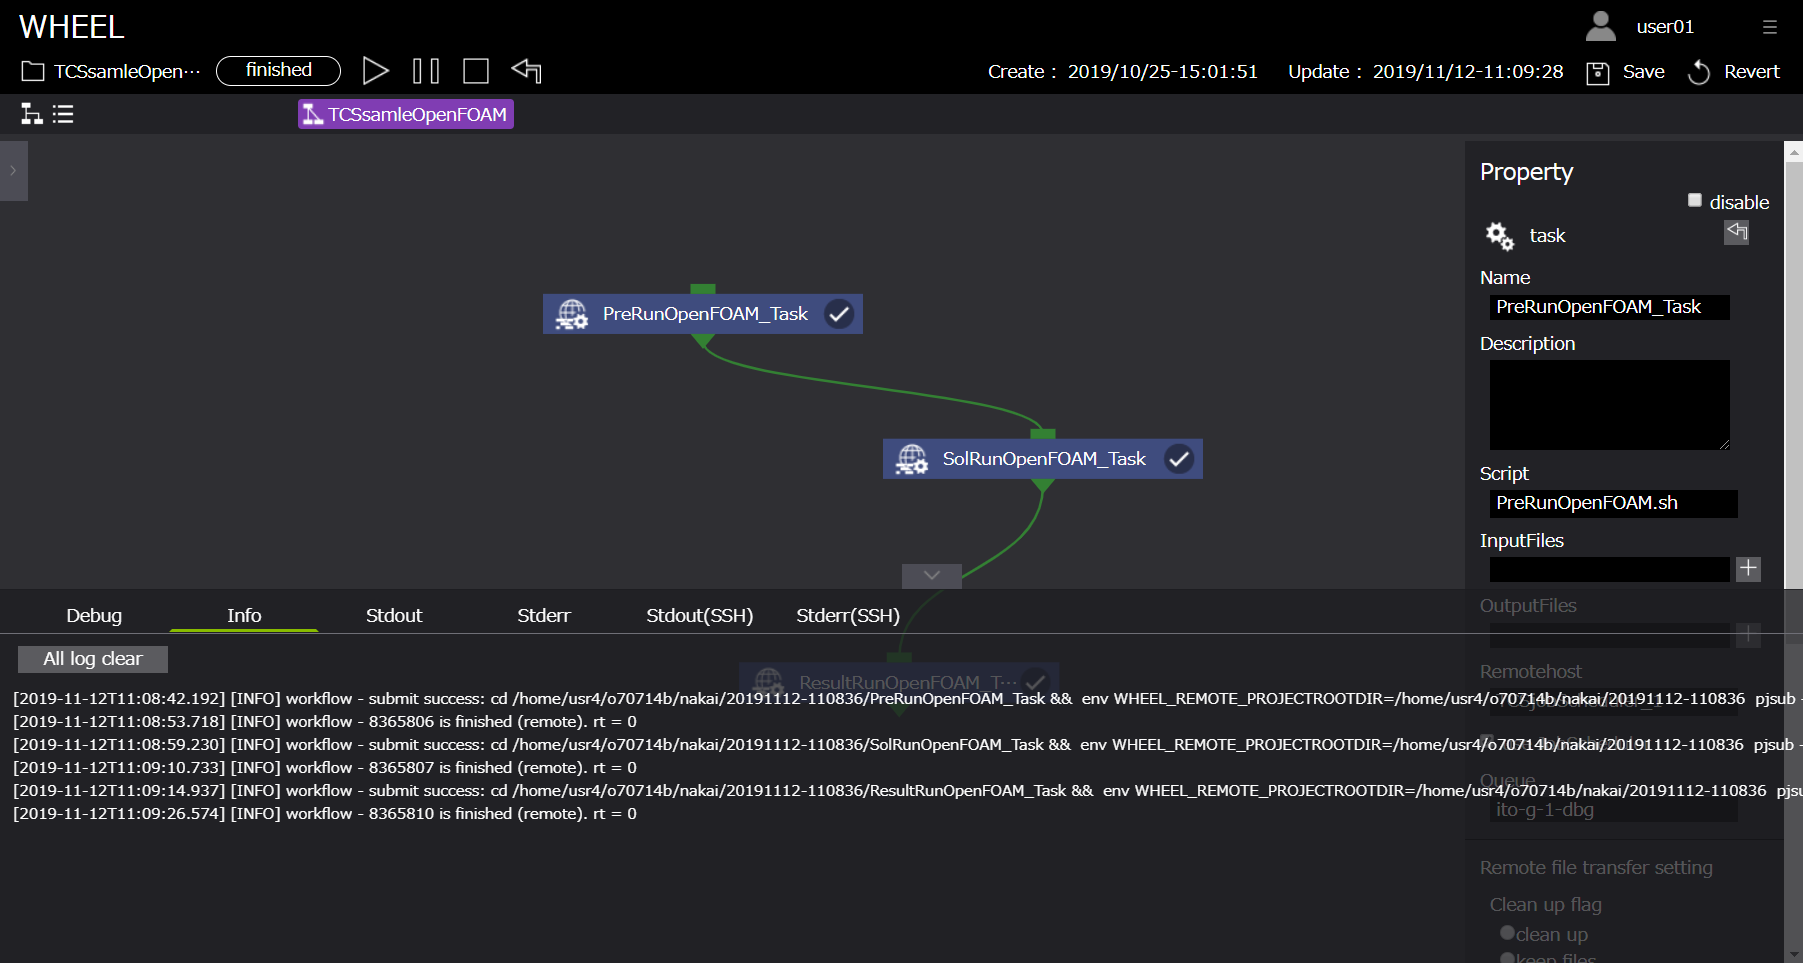 WHEEL
user01
TCSsamleOpen···
finished
Create : 2019/10/25-15:01:51
Update : 2019/11/12-11:09:28
Save
Revert
TCSsamleOpenFOAM
Property
disable
task
Name
PreRunOpenFOAM_Task
Description
Script
PreRunOpenFOAM.sh
InputFiles
OutputFiles
Remotehost
Queue
ito-g-1-dbg
Remote file transfer setting
Clean up flag
clean up
keep files
PreRunOpenFOAM_Task
SolRunOpenFOAM_Task
ResultRunOpenFOAM_T···
Debug
Info
Stdout
Stderr
Stdout(SSH)
Stderr(SSH)
All log clear
[2019-11-12T11:08:42.192] [INFO] workflow - submit success: cd /home/usr4/o70714b/nakai/20191112-110836/PreRunOpenFOAM_Task && env WHEEL_REMOTE_PROJECTROOTDIR=/home/usr4/o70714b/nakai/20191112-110836 pjsub -
[2019-11-12T11:08:53.718] [INFO] workflow - 8365806 is finished (remote). rt = 0
[2019-11-12T11:08:59.230] [INFO] workflow - submit success: cd /home/usr4/o70714b/nakai/20191112-110836/SolRunOpenFOAM_Task && env WHEEL_REMOTE_PROJECTROOTDIR=/home/usr4/o70714b/nakai/20191112-110836 pjsub -
[2019-11-12T11:09:10.733] [INFO] workflow - 8365807 is finished (remote). rt = 0
[2019-11-12T11:09:14.937] [INFO] workflow - submit success: cd /home/usr4/o70714b/nakai/20191112-110836/ResultRunOpenFOAM_Task && env WHEEL_REMOTE_PROJECTROOTDIR=/home/usr4/o70714b/nakai/20191112-110836 pjsu
[2019-11-12T11:09:26.574] [INFO] workflow - 8365810 is finished (remote). rt = 0